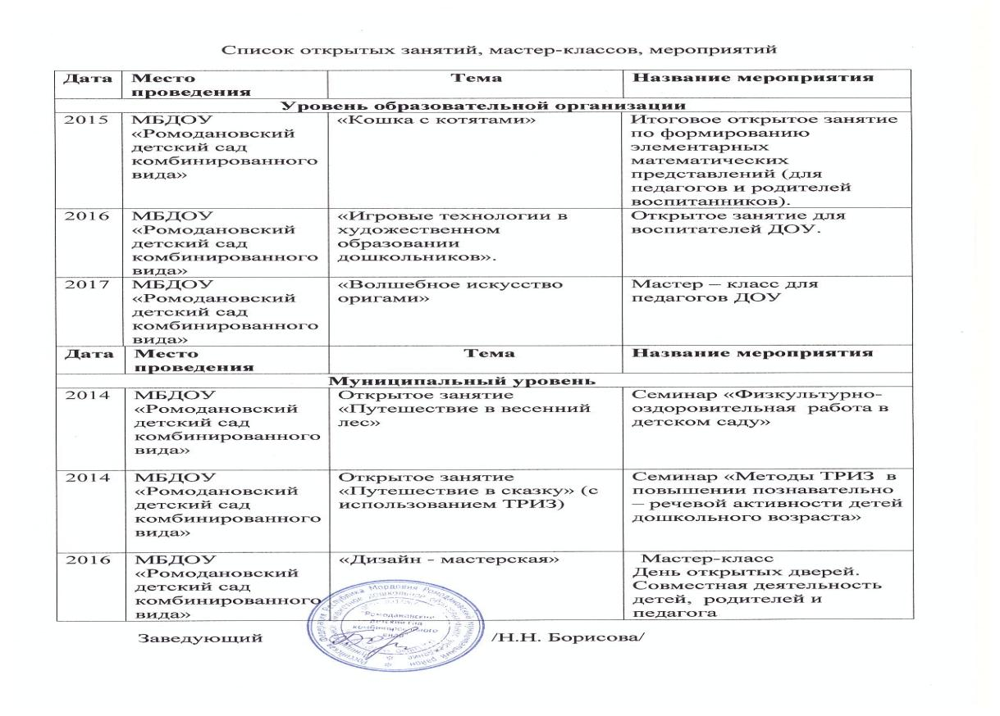 Список открытых занятий, мастер-классов, мероприятий
Дата Место Тема Название мероприятия
проведения
Уровень образовательной организации
2015 МБДОУ «Кошка с котятами» Итоговое открытое занятие
«Ромодановский по формированию
детский сад элементарных
комбинированного математических
вида» представлений (для
педагогов и родителей
воспитанников).
2016 МБДОУ «Игровые технологии в Открытое занятие для
«Ромодановский художественном воспитателей ДОУ.
детский сад образовании
комбинированного дошкольников».
вида»
2017 МБДОУ «Волшебное искусство Мастер – класс для
«Ромодановский оригами» педагогов ДОУ
детский сад
комбинированного
вида»
Дата Место Тема Название мероприятия
проведения
Муниципальный уровень
2014 МБДОУ Открытое занятие Семинар «Физкультурно-
«Ромодановский «Путешествие в весенний оздоровительная работа в
детский сад лес» детском саду»
комбинированного
вида»
2014 МБДОУ Открытое занятие Семинар «Методы ТРИЗ в
«Ромодановский «Путешествие в сказку» (с повышении познавательно
детский сад использованием ТРИЗ) – речевой активности детей
комбинированного дошкольного возраста»
вида»
2016 МБДОУ «Дизайн - мастерская» Мастер-класс
«Ромодановский День открытых дверей.
детский сад Совместная деятельность
комбинированного детей, родителей и
вида» педагога
Российская Федерация Республика Мордовия Ромодановский муниципальный район
"Ромодановский
детский сад
комбинированного
вида"
Заведующий /Н.Н. Борисова/